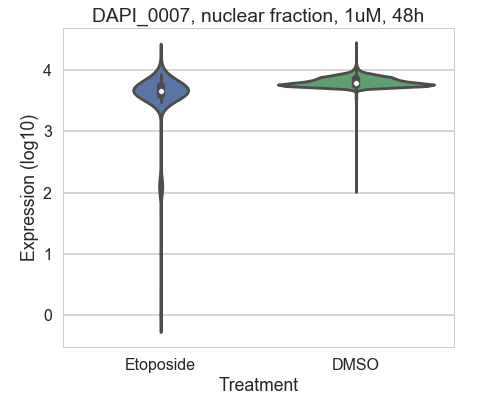 DAPI_0007, nuclear fraction, 1uM, 48h
Expression (log10)
4
3
2
1
0
Etoposide DMSO
Treatment